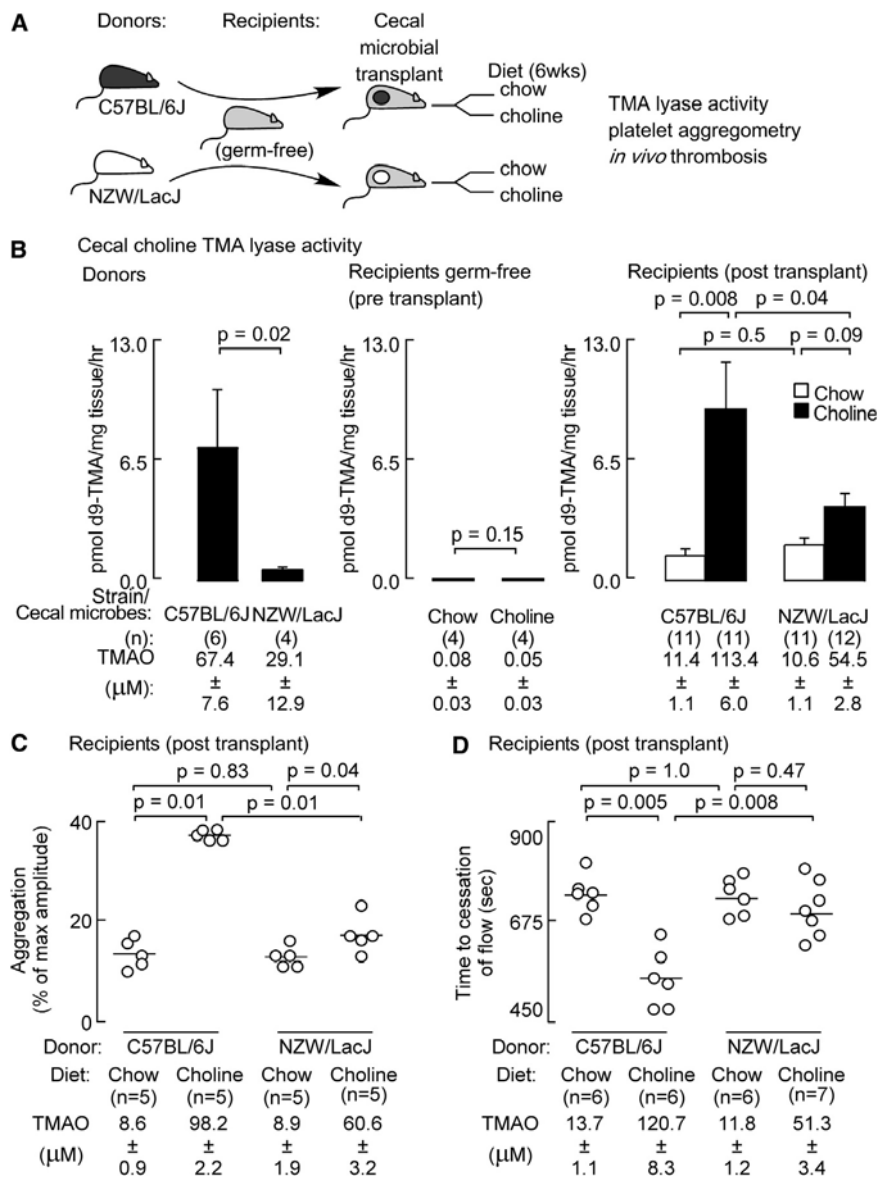 A
Donors:
Recipients:
Cecal
microbial
transplant
Diet (6wks)
chow
choline
C57BL/6J
(germ-free)
chow
choline
NZW/LacJ
TMA lyase activity
platelet aggregometry
in vivo thrombosis
B Cecal choline TMA lyase activity
Donors
Recipients germ-free
(pre transplant)
Recipients (post transplant)
p = 0.02
p = 0.15
p = 0.008
p = 0.04
p = 0.5
p = 0.09
pmol d9-TMA/mg tissue/hr
13.0
6.5
0.0
pmol d9-TMA/mg tissue/hr
13.0
6.5
0.0
pmol d9-TMA/mg tissue/hr
13.0
6.5
0.0
Chow
Choline
Strain/
Cecal microbes: C57BL/6J NZW/LacJ Chow Choline C57BL/6J NZW/LacJ
(n): (6) (4) (4) (4) (11) (11) (11) (12)
TMAO 67.4 29.1 0.08 0.05 11.4 113.4 10.6 54.5
(µM): ± ± ± ± ± ± ± ±
7.6 12.9 0.03 0.03 1.1 6.0 1.1 2.8
C Recipients (post transplant)
p = 0.83 p = 0.04
p = 0.01 p = 0.01
Aggregation
(% of max amplitude)
40
20
0
Donor: C57BL/6J NZW/LacJ
Diet: Chow Choline Chow Choline
(n=5) (n=5) (n=5) (n=5)
TMAO 8.6 98.2 8.9 60.6
(µM) ± ± ± ±
0.9 2.2 1.9 3.2
D Recipients (post transplant)
p = 1.0 p = 0.47
p = 0.005 p = 0.008
Time to cessation
of flow (sec)
900
675
450
Donor: C57BL/6J NZW/LacJ
Diet: Chow Choline Chow Choline
(n=6) (n=6) (n=6) (n=7)
TMAO 13.7 120.7 11.8 51.3
(µM) ± ± ± ±
1.1 8.3 1.2 3.4